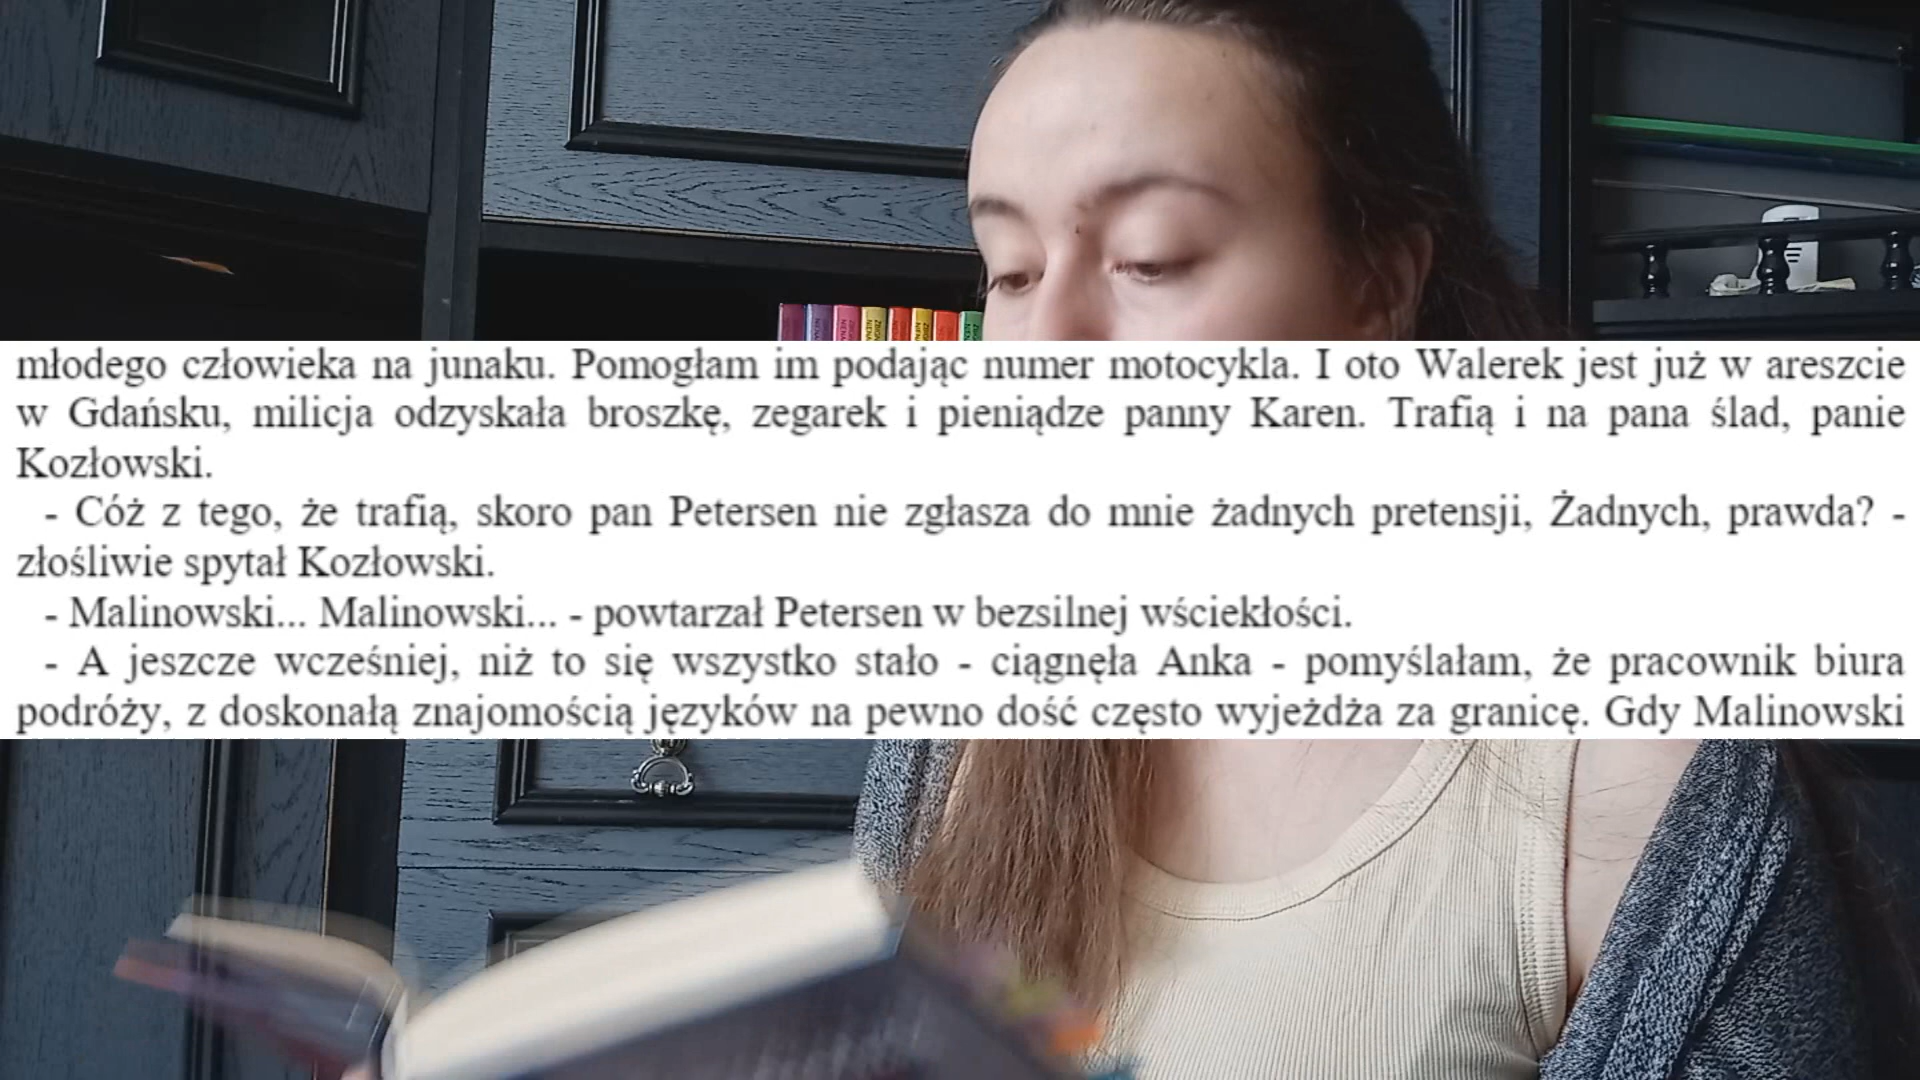 młodego człowieka na junaku. Pomogłam im podając numer motocykla. I oto Walerek jest już w areszcie
w Gdańsku, milicja odzyskała broszkę, zegarek i pieniądze panny Karen. Trafią i na pana ślad, panie
Kozłowski.
- Cóż z tego, że trafią, skoro pan Petersen nie zgłasza do mnie żadnych pretensji, Żadnych, prawda? -
złośliwie spytał Kozłowski.
- Malinowski... Malinowski... - powtarzał Petersen w bezsilnej wściekłości.
- A jeszcze wcześniej, niż to się wszystko stało - ciągnęła Anka - pomyślałam, że pracownik biura
podróży, z doskonałą znajomością języków na pewno dość często wyjeżdża za granicę. Gdy Malinowski